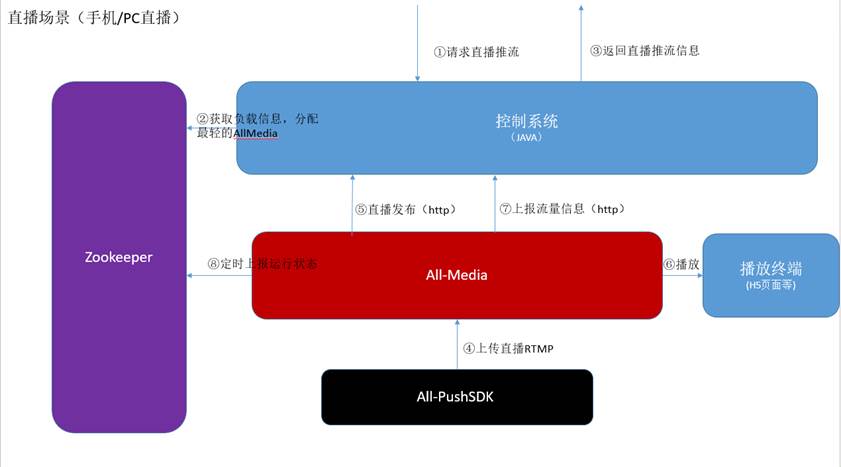 直播场景（手机/PC直播）
①请求直播推流
③返回直播推流信息
②获取负载信息，分配
最轻的AllMedia
控制系统
（JAVA）
⑤直播发布（http）
⑦上报流量信息（http）
Zookeeper
⑧定时上报运行状态
All-Media
⑥播放
播放终端
(H5页面等)
④上传直播RTMP
All-PushSDK